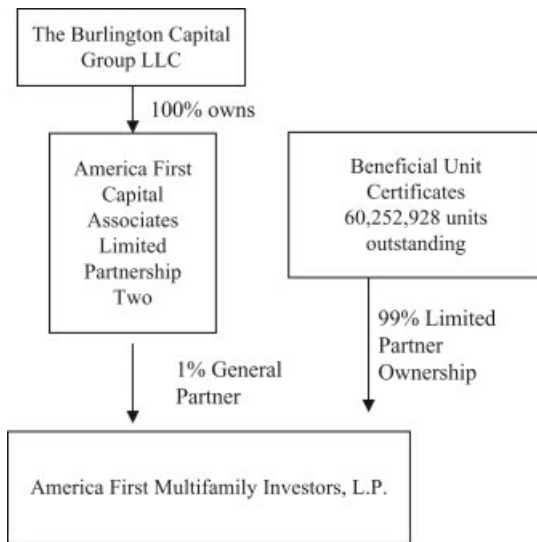 The Burlington Capital
Group LLC
100% owns
America First
Capital
Associates
Limited
Partnership
Two
Beneficial Unit
Certificates
60,252,928 units
outstanding
1% General
Partner
99% Limited
Partner
Ownership
America First Multifamily Investors, L.P.